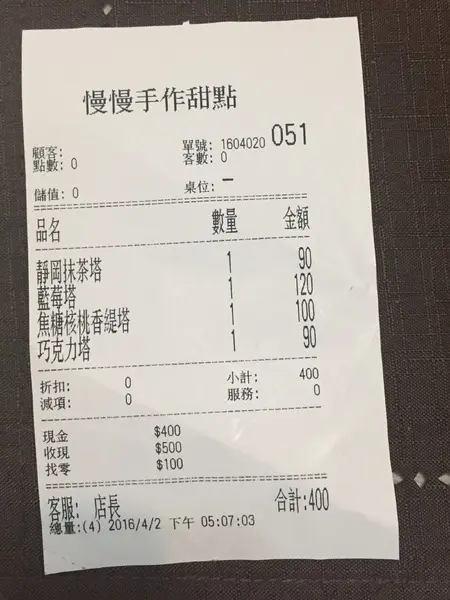 慢慢手作甜點
顧客:
單號: 1604020 051
點數: 0
客數: 0
儲值: 0
桌位: —
品名 數量 金額
靜岡抹茶塔 1 90
藍莓塔 1 120
焦糖核桃香緹塔 1 100
巧克力塔 1 90
折扣: 0 小計: 400
減項: 0 服務: 0
現金 $400
收現 $500
找零 $100
客服: 店長 合計:400
總量:(4) 2016/4/2 下午 05:07:03